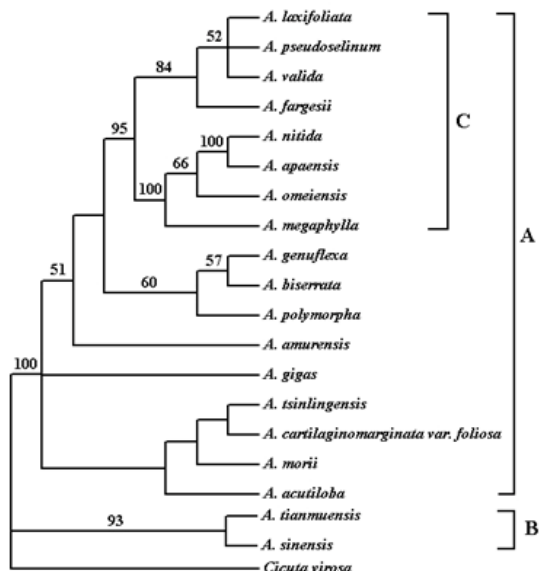 A. laxifoliata
52
A. pseudoselinum
84
A. valida
A. fargesii
C
95
A. nitida
100
A. apaensis
66
100
A. omeiensis
A. megaphylla
A
A. genuflexa
57
A. biserrata
51
60
A. polymorpha
A. amurensis
100
A. gigas
A. tsinlingensis
A. cartilaginomarginata var. foliosa
A. morii
A. acutiloba
A. tianmuensis
93
B
A. sinensis
Cicuta virosa